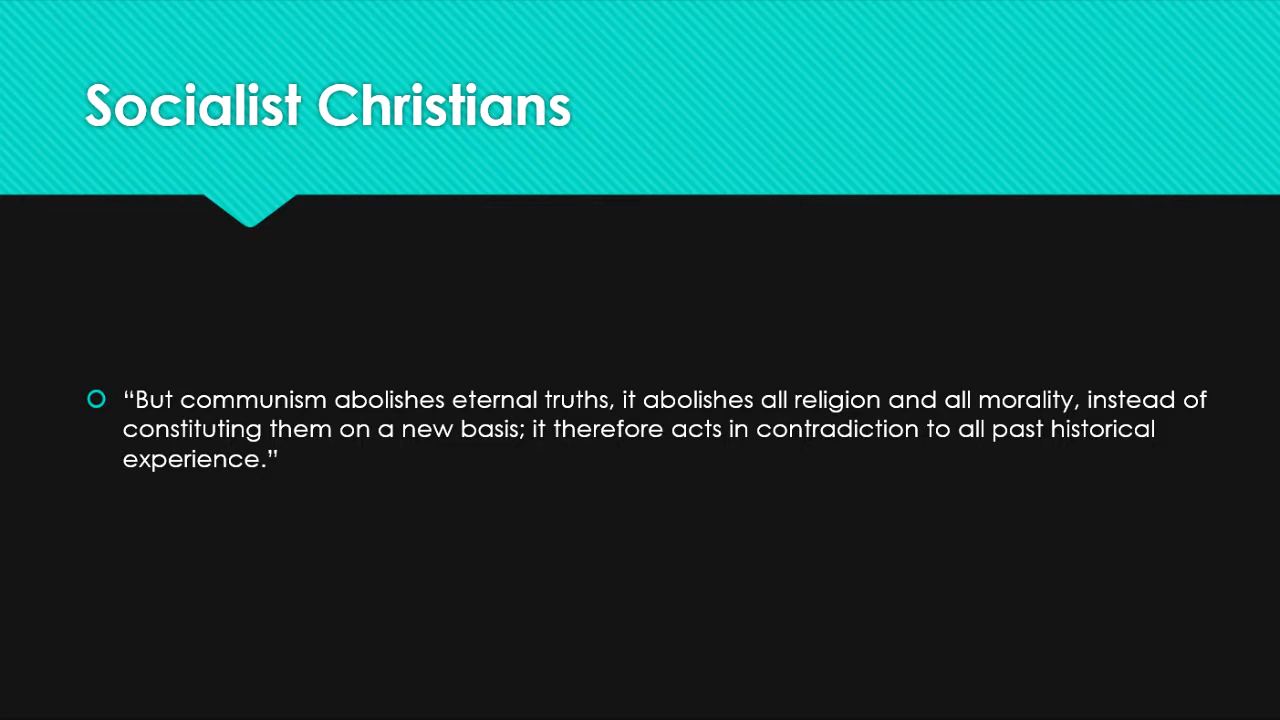 Socialist Christians
“But communism abolishes eternal truths, it abolishes all religion and all morality, instead of
constituting them on a new basis; it therefore acts in contradiction to all past historical
experience.”